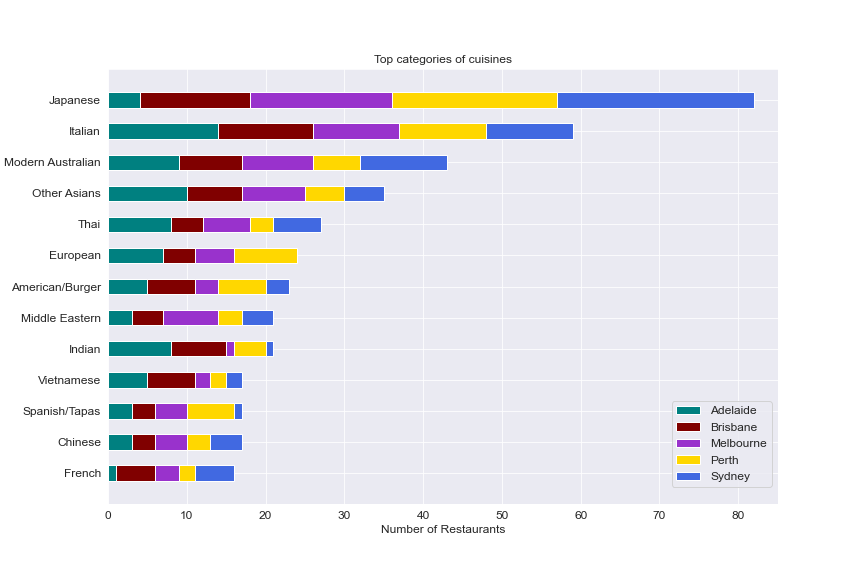 Top categories of cuisines
Japanese
Italian
Modern Australian
Other Asians
Thai
European
American/Burger
Middle Eastern
Indian
Vietnamese
Spanish/Tapas
Chinese
French
Adelaide
Brisbane
Melbourne
Perth
Sydney
0 10 20 30 40 50 60 70 80
Number of Restaurants